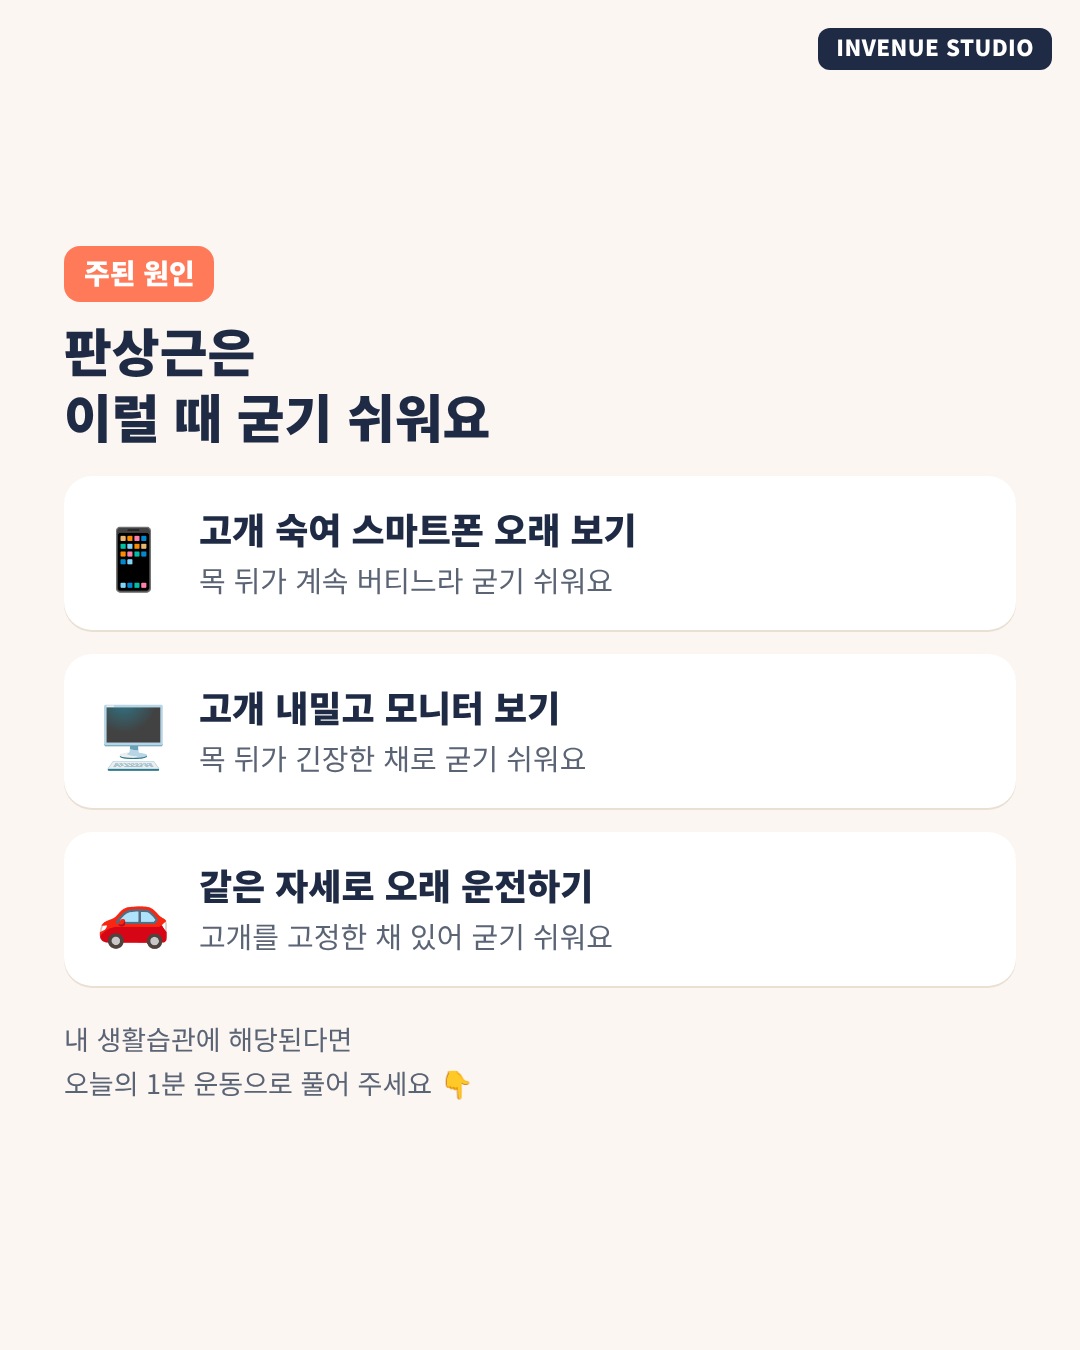 INVENUE STUDIO
주된 원인
판상근은
이럴 때 굳기 쉬워요
고개 숙여 스마트폰 오래 보기
목 뒤가 계속 버티느라 굳기 쉬워요
고개 내밀고 모니터 보기
목 뒤가 긴장한 채로 굳기 쉬워요
같은 자세로 오래 운전하기
고개를 고정한 채 있어 굳기 쉬워요
내 생활습관에 해당된다면
오늘의 1분 운동으로 풀어 주세요 👇